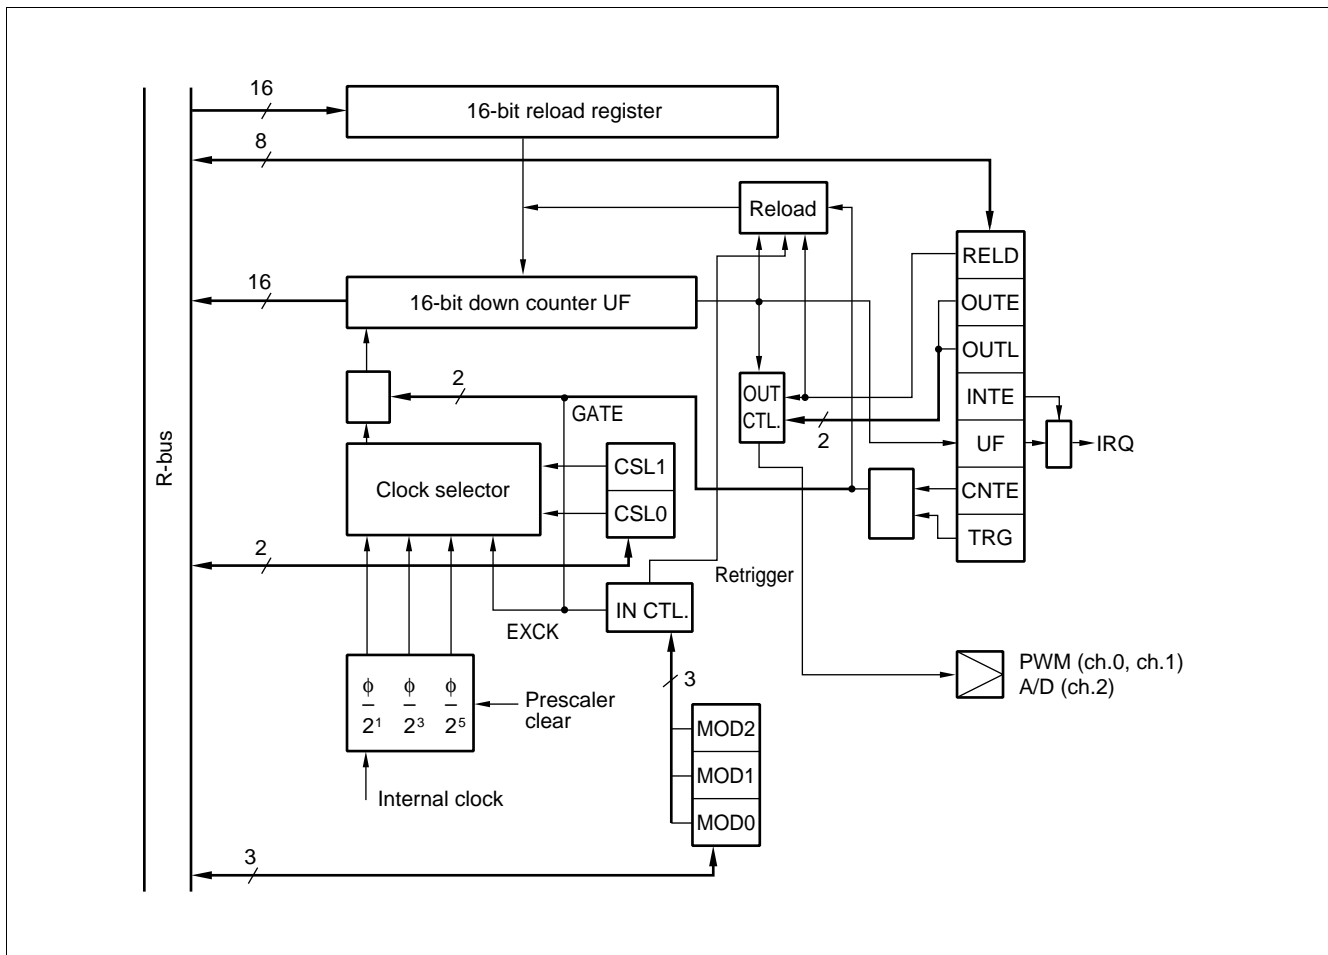 16
16-bit reload register
8
Reload
RELD
16
16-bit down counter UF
OUTE
OUTL
2
OUT
CTL.
INTE
GATE
2
UF
IRQ
R-bus
Clock selector
CSL1
CSL0
CNTE
TRG
2
Retrigger
IN CTL.
EXCK
3
PWM (ch.0, ch.1)
A/D (ch.2)
ϕ ϕ ϕ
2¹ 2³ 2⁵
Prescaler
clear
MOD2
MOD1
MOD0
Internal clock
3